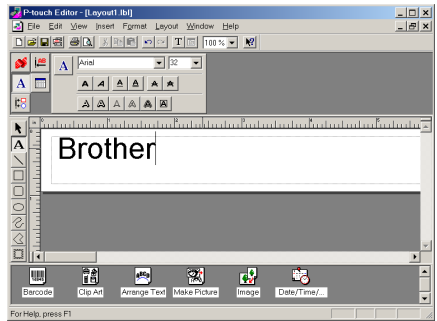 P-touch Editor - [Layout1.lbl]
File Edit View Insert Format Layout Window Help
100 %
Arial 32
A
Brother
Barcode Clip Art Arrange Text Make Picture Image Date/Time/...
For Help, press F1